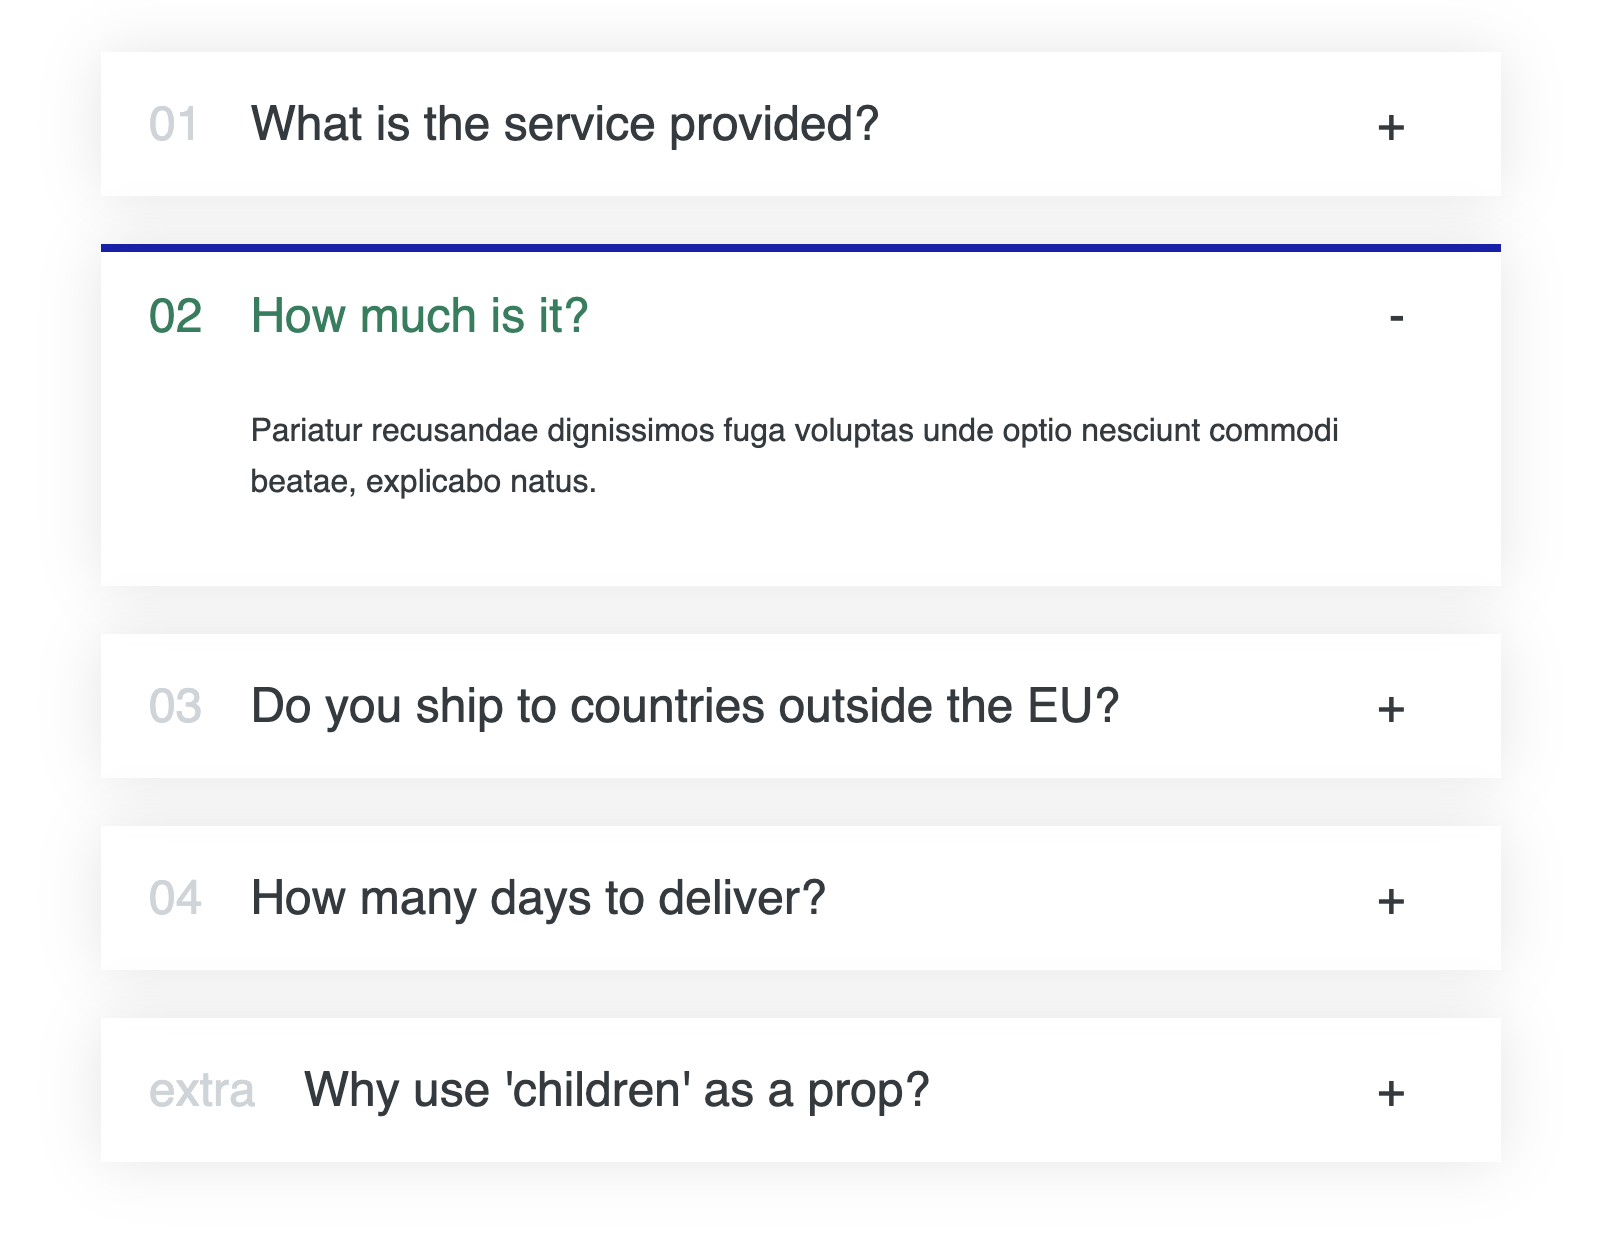 01 What is the service provided? +
02 How much is it? -
Pariatur recusandae dignissimos fuga voluptas unde optio nesciunt commodi
beatae, explicabo natus.
03 Do you ship to countries outside the EU? +
04 How many days to deliver? +
extra Why use 'children' as a prop? +